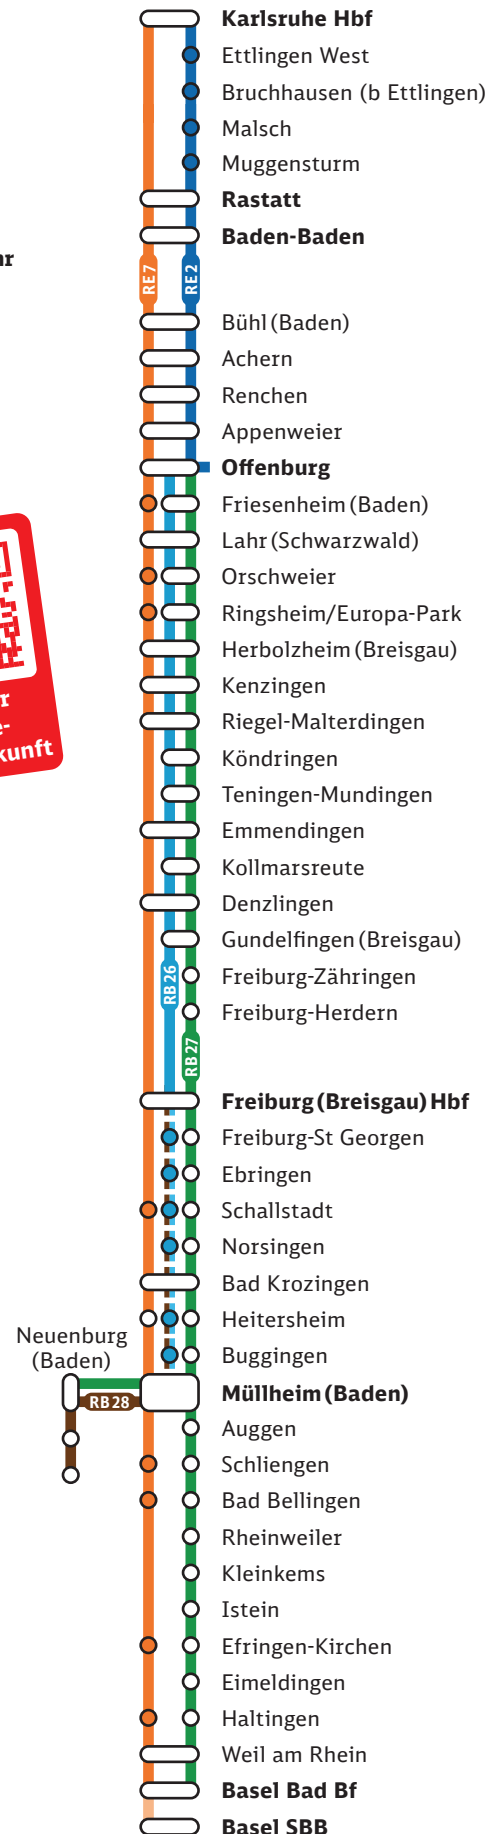 Karlsruhe Hbf
Ettlingen West
Bruchhausen (b Ettlingen)
Malsch
Muggensturm
Rastatt
Baden-Baden
RE 7
RE 2
Bühl (Baden)
Achern
Renchen
Appenweier
Offenburg
Friesenheim (Baden)
Lahr (Schwarzwald)
Orschweier
Ringsheim/Europa-Park
Herbolzheim (Breisgau)
Kenzingen
Riegel-Malterdingen
Köndringen
Teningen-Mundingen
Emmendingen
Kollmarsreute
Denzlingen
Gundelfingen (Breisgau)
RB 26
Freiburg-Zähringen
Freiburg-Herdern
RB 27
Freiburg (Breisgau) Hbf
Freiburg-St Georgen
Ebringen
Schallstadt
Norsingen
Bad Krozingen
Heitersheim
Neuenburg
(Baden)
Buggingen
Müllheim (Baden)
RB 28
Auggen
Schliengen
Bad Bellingen
Rheinweiler
Kleinkems
Istein
Efringen-Kirchen
Eimeldingen
Haltingen
Weil am Rhein
Basel Bad Bf
Basel SBB